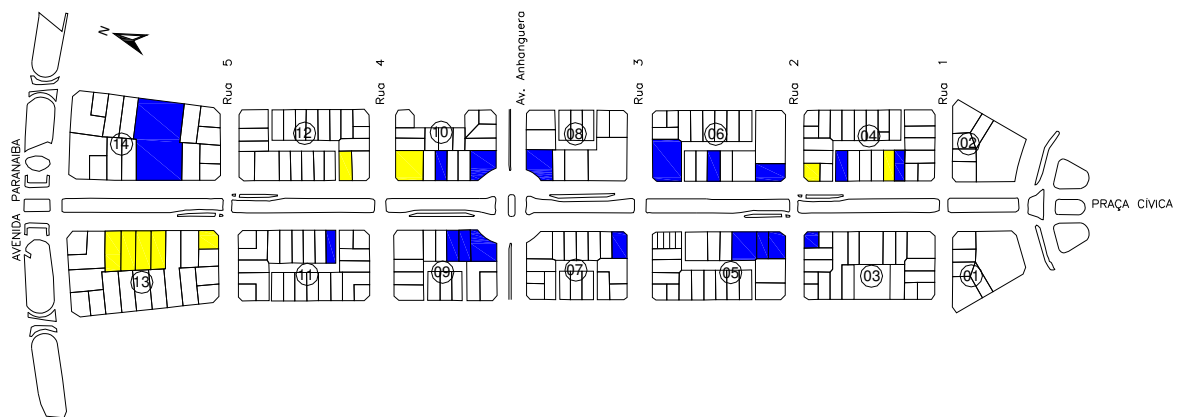 N
Rua 5
Rua 4
Av. Anhanguera
Rua 3
Rua 2
Rua 1
14
12
10
08
06
04
02
AVENIDA PARANAIBA
PRAÇA CÍVICA
13
11
09
07
05
03
01